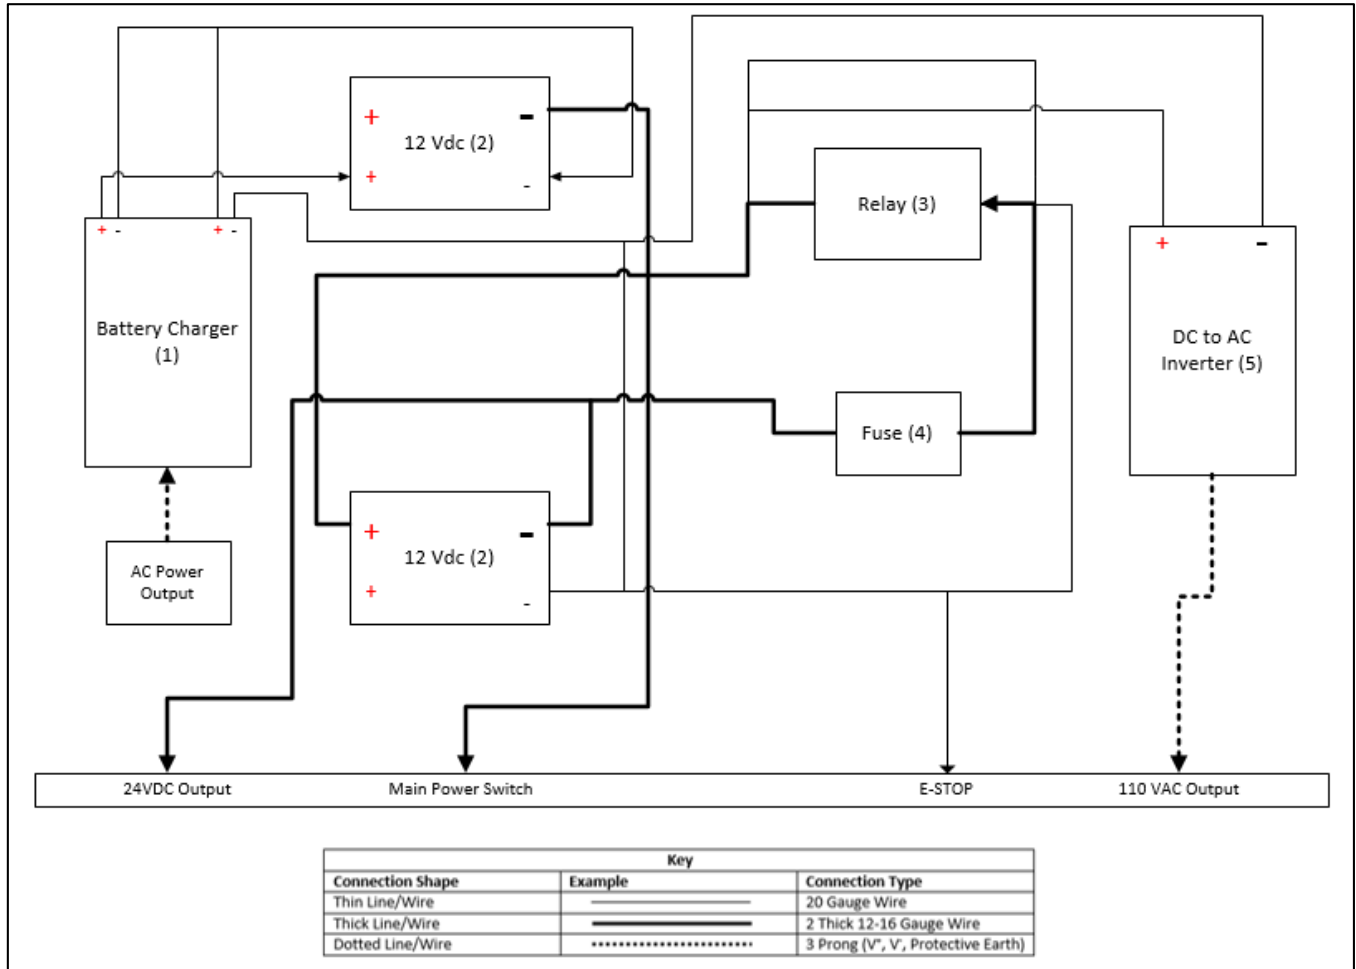 +
-
12 Vdc (2)
+
-
Relay (3)
+ -
+ -
+
-
Battery Charger
(1)
DC to AC
Inverter (5)
Fuse (4)
+
-
12 Vdc (2)
+
-
AC Power
Output
24VDC Output
Main Power Switch
E-STOP
110 VAC Output
Key
Connection Shape
Example
Connection Type
Thin Line/Wire
20 Gauge Wire
Thick Line/Wire
2 Thick 12-16 Gauge Wire
Dotted Line/Wire
3 Prong (V⁺, V⁻, Protective Earth)